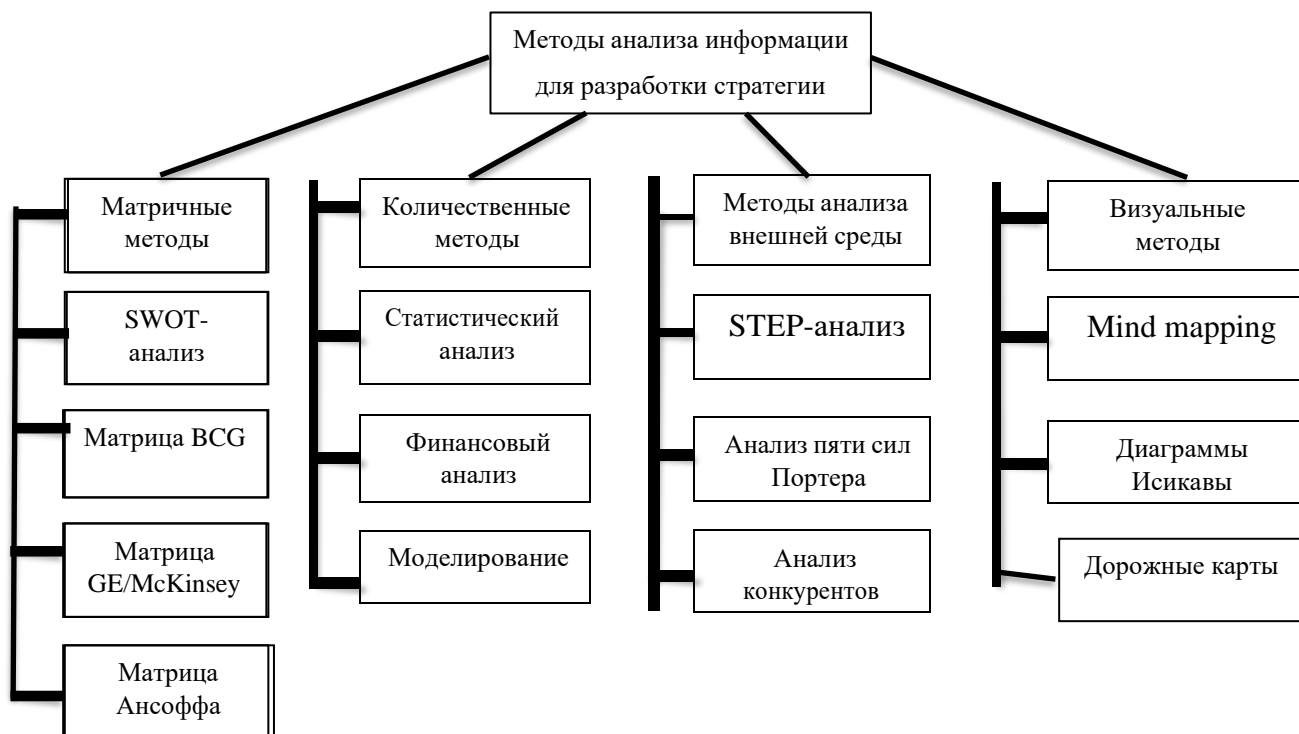 Методы анализа информации
для разработки стратегии
Матричные
методы
SWOT-
анализ
Матрица BCG
Матрица
GE/McKinsey
Матрица
Ансоффа
Количественные
методы
Статистический
анализ
Финансовый
анализ
Моделирование
Методы анализа
внешней среды
STEP-анализ
Анализ пяти сил
Портера
Анализ
конкурентов
Визуальные
методы
Mind mapping
Диаграммы
Исикавы
Дорожные карты